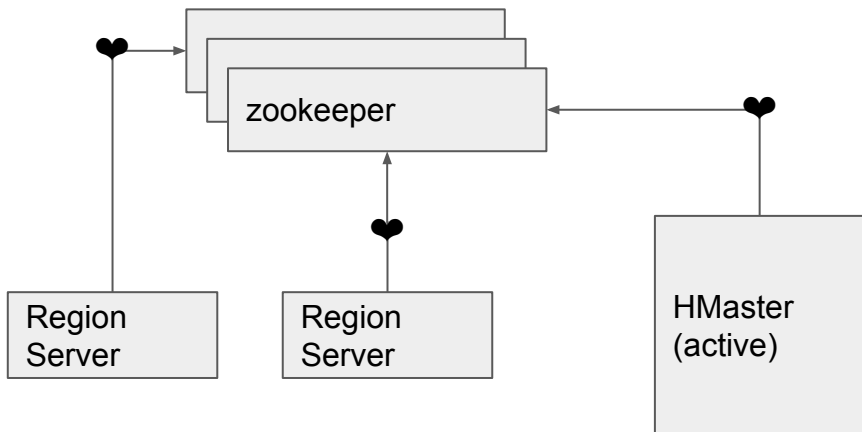 zookeeper
Region
Server
Region
Server
HMaster
(active)